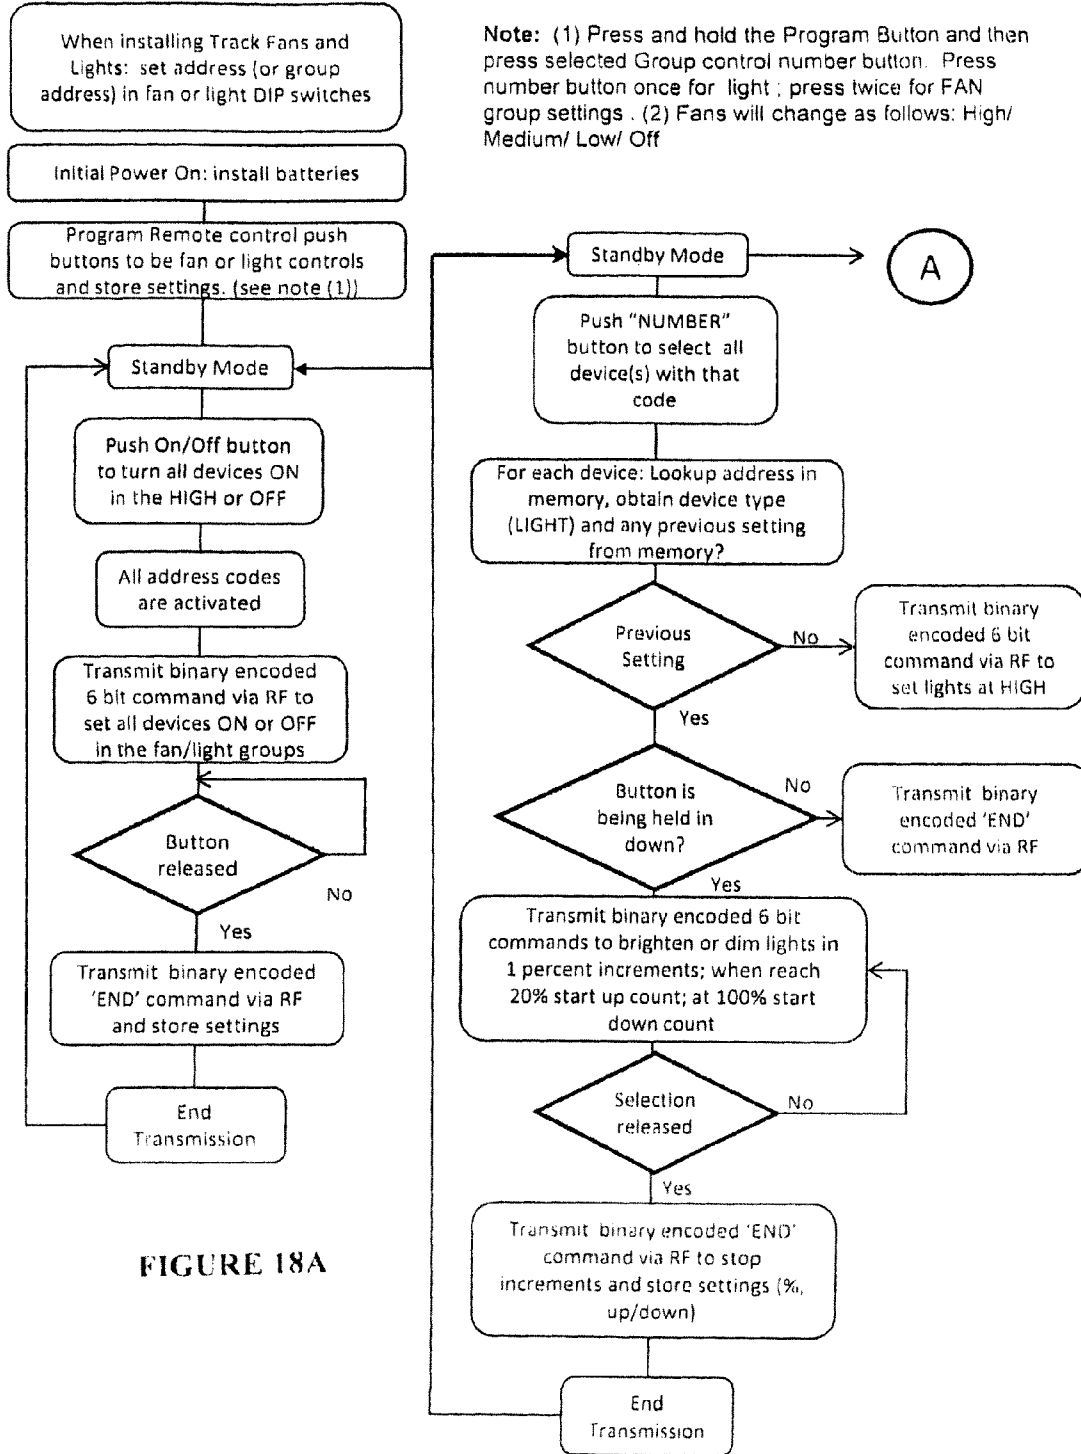 When installing Track Fans and
Lights: set address (or group
address) in fan or light DIP switches
Note: (1) Press and hold the Program Button and then
press selected Group control number button. Press
number button once for light ; press twice for FAN
group settings . (2) Fans will change as follows: High/
Medium/ Low/ Off
Initial Power On: install batteries
Program Remote control push
buttons to be fan or light controls
and store settings. (see note (1))
Standby Mode
Push On/Off button
to turn all devices ON
in the HIGH or OFF
All address codes
are activated
Transmit binary encoded
6 bit command via RF to
set all devices ON or OFF
in the fan/light groups
Button
released
No
Yes
Transmit binary encoded
'END' command via RF
and store settings
End
Transmission
Standby Mode
A
Push "NUMBER"
button to select all
device(s) with that
code
For each device: Lookup address in
memory, obtain device type
(LIGHT) and any previous setting
from memory?
Previous
Setting
No
Transmit binary
encoded 6 bit
command via RF to
set lights at HIGH
Yes
Button is
being held in
down?
No
Transmit binary
encoded 'END'
command via RF
Yes
Transmit binary encoded 6 bit
commands to brighten or dim lights in
1 percent increments; when reach
20% start up count; at 100% start
down count
Selection
released
No
Yes
Transmit binary encoded 'END'
command via RF to stop
increments and store settings (%,
up/down)
End
Transmission
FIGURE 18A